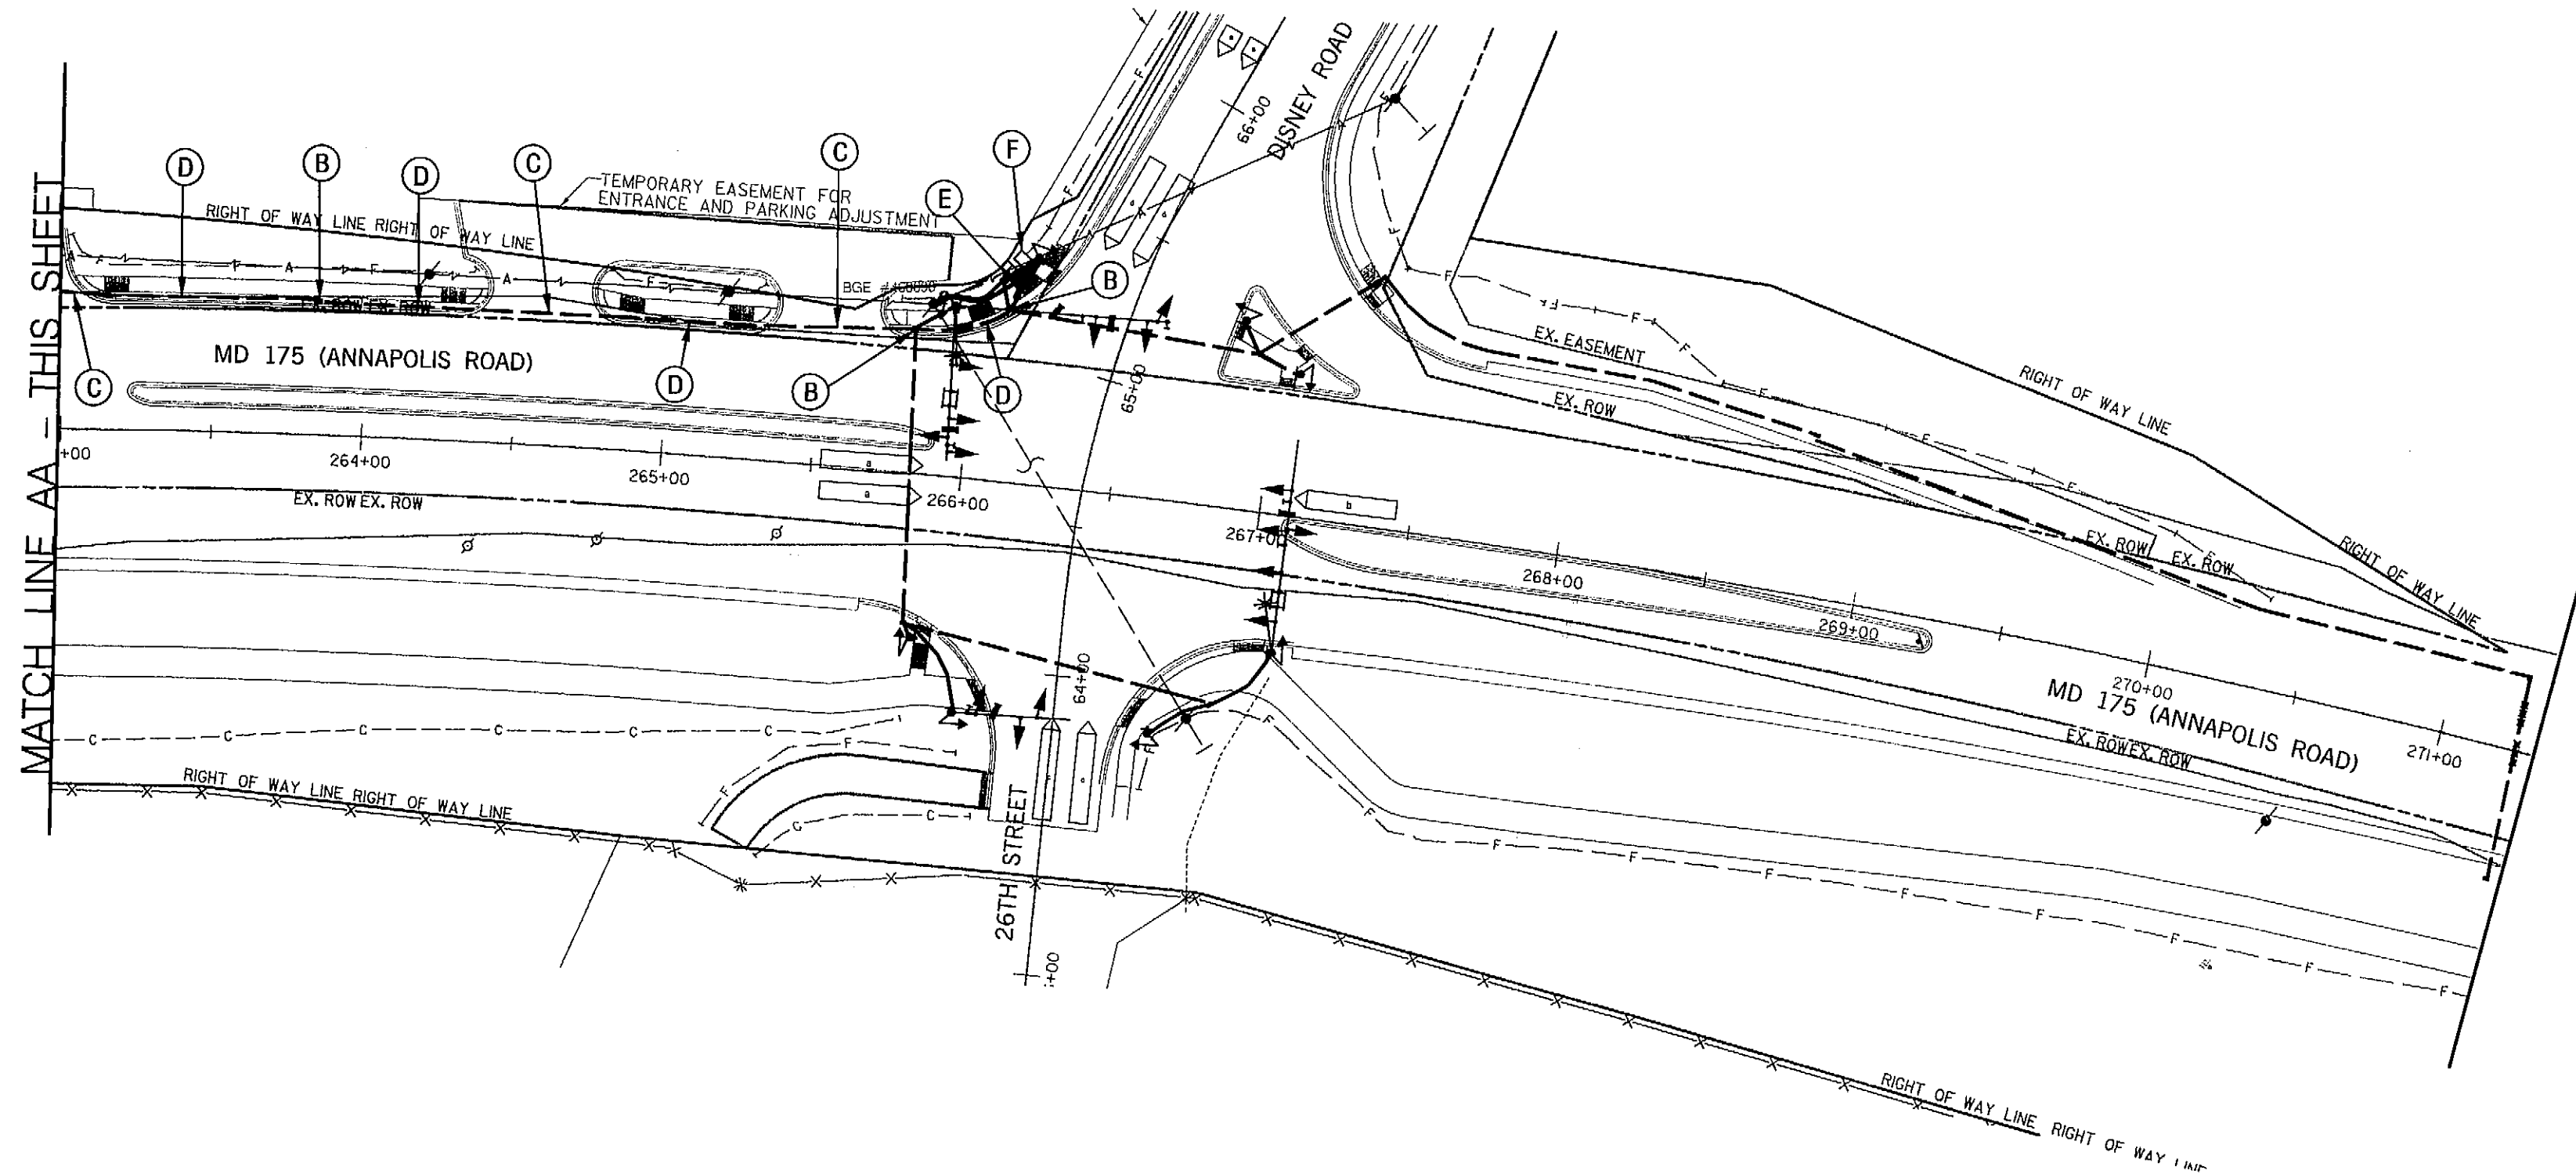 DISNEY ROAD
66+00
D
B
D
C
C
F
E
TEMPORARY EASEMENT FOR
ENTRANCE AND PARKING ADJUSTMENT
RIGHT OF WAY LINE RIGHT OF WAY LINE
MATCH LINE AA - THIS SHEET
A
F
A
F
A
F
BGE
B
EX. ROW EX. ROW
MD 175 (ANNAPOLIS ROAD)
C
D
B
D
65+00
EX. EASEMENT
EX. ROW
RIGHT OF WAY LINE
+00
264+00
265+00
266+00
267+00
268+00
269+00
270+00
271+00
a
a
b
EX. ROW EX. ROW
EX. ROW
EX. ROW
RIGHT OF WAY LINE
64+00
MD 175 (ANNAPOLIS ROAD)
EX. ROW EX. ROW
C
C
C
C
C
C
F
F
C
C
RIGHT OF WAY LINE RIGHT OF WAY LINE
26TH STREET
+00
F
F
F
F
F
F
F
F
F
F
RIGHT OF WAY LINE RIGHT OF WAY LINE